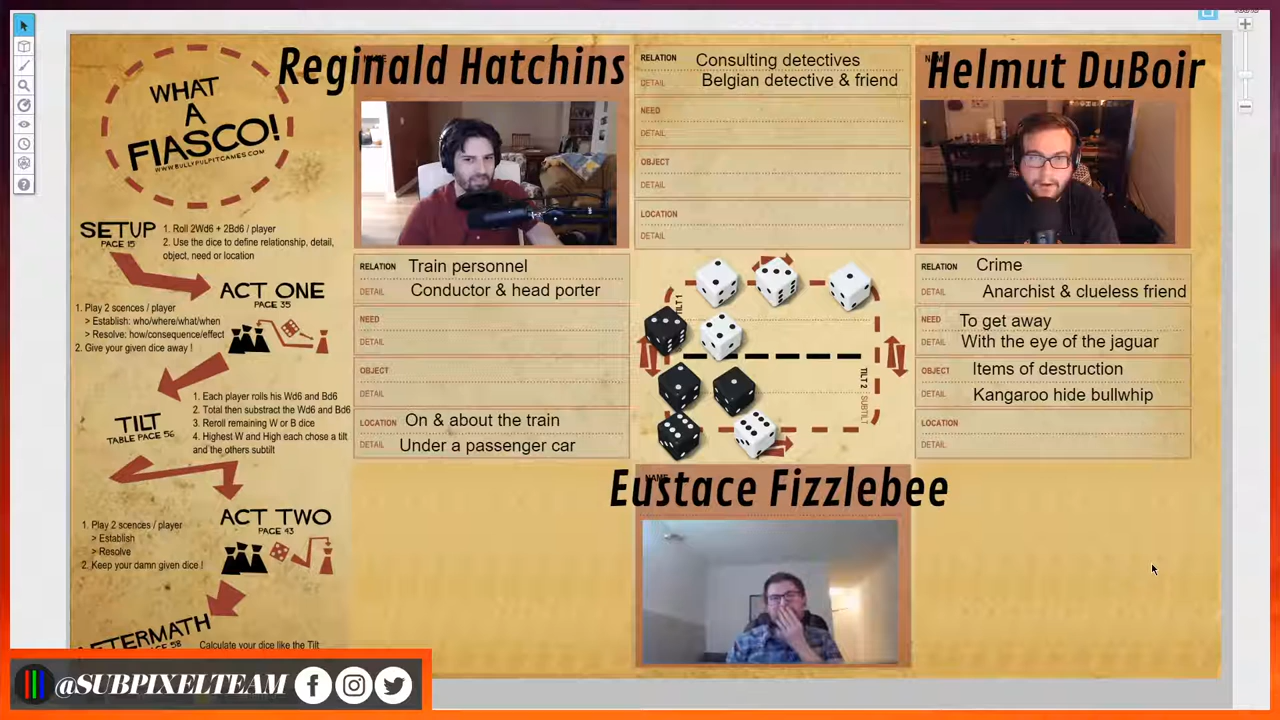 Reginald Hatchins
Helmut DuBoir
WHAT
A
FIASCO!
WWW.BULLYPULPITGAMES.COM
SETUP
PAGE 15
1. Roll 2Wd6 + 2Bd6 / player
2. Use the dice to define relationship, detail,
object, need or location
ACT ONE
PAGE 35
1. Play 2 scences / player
> Establish: who/where/what/when
> Resolve: how/consequence/effect
2. Give your given dice away !
TILT
TABLE PAGE 56
1. Each player rolls his Wd6 and Bd6
2. Total then substract the Wd6 and Bd6
3. Reroll remaining W or B dice
4. Highest W and High each chose a tilt
and the others subtilt
ACT TWO
PAGE 43
1. Play 2 scences / player
> Establish
> Resolve
2. Keep your damn given dice !
Calculate your dice like the Tilt
RELATION Consulting detectives
DETAIL Belgian detective & friend
NEED
DETAIL
OBJECT
DETAIL
LOCATION
DETAIL
RELATION Train personnel
DETAIL Conductor & head porter
NEED
DETAIL
OBJECT
DETAIL
LOCATION On & about the train
DETAIL Under a passenger car
TILT 1
TILT 2
RELATION Crime
DETAIL Anarchist & clueless friend
NEED To get away
DETAIL With the eye of the jaguar
OBJECT Items of destruction
DETAIL Kangaroo hide bullwhip
LOCATION
DETAIL
Eustace Fizzlebee
@SUBPIXELTEAM